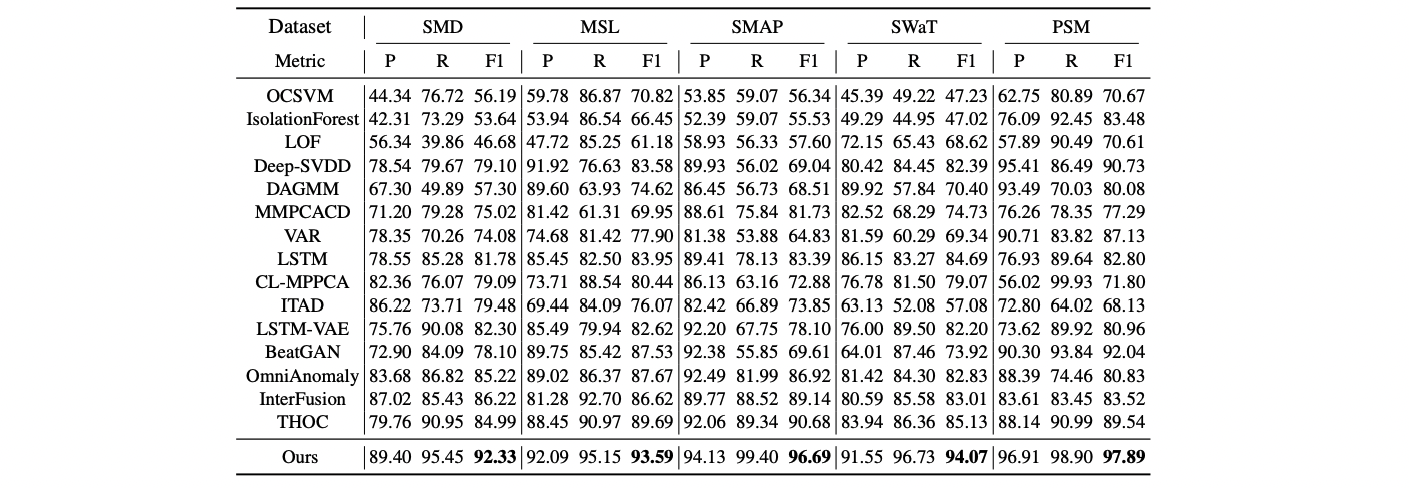 Dataset SMD MSL SMAP SWaT PSM
Metric P R F1 P R F1 P R F1 P R F1 P R F1
OCSVM 44.34 76.72 56.19 59.78 86.87 70.82 53.85 59.07 56.34 45.39 49.22 47.23 62.75 80.89 70.67
IsolationForest 42.31 73.29 53.64 53.94 86.54 66.45 52.39 59.07 55.53 49.29 44.95 47.02 76.09 92.45 83.48
LOF 56.34 39.86 46.68 47.72 85.25 61.18 58.93 56.33 57.60 72.15 65.43 68.62 57.89 90.49 70.61
Deep-SVDD 78.54 79.67 79.10 91.92 76.63 83.58 89.93 56.02 69.04 80.42 84.45 82.39 95.41 86.49 90.73
DAGMM 67.30 49.89 57.30 89.60 63.93 74.62 86.45 56.73 68.51 89.92 57.84 70.40 93.49 70.03 80.08
MMPCACD 71.20 79.28 75.02 81.42 61.31 69.95 88.61 75.84 81.73 82.52 68.29 74.73 76.26 78.35 77.29
VAR 78.35 70.26 74.08 74.68 81.42 77.90 81.38 53.88 64.83 81.59 60.29 69.34 90.71 83.82 87.13
LSTM 78.55 85.28 81.78 85.45 82.50 83.95 89.41 78.13 83.39 86.15 83.27 84.69 76.93 89.64 82.80
CL-MPPCA 82.36 76.07 79.09 73.71 88.54 80.44 86.13 63.16 72.88 76.78 81.50 79.07 56.02 99.93 71.80
ITAD 86.22 73.71 79.48 69.44 84.09 76.07 82.42 66.89 73.85 63.13 52.08 57.08 72.80 64.02 68.13
LSTM-VAE 75.76 90.08 82.30 85.49 79.94 82.62 92.20 67.75 78.10 76.00 89.50 82.20 73.62 89.92 80.96
BeatGAN 72.90 84.09 78.10 89.75 85.42 87.53 92.38 55.85 69.61 64.01 87.46 73.92 90.30 93.84 92.04
OmniAnomaly 83.68 86.82 85.22 89.02 86.37 87.67 92.49 81.99 86.92 81.42 84.30 82.83 88.39 74.46 80.83
InterFusion 87.02 85.43 86.22 81.28 92.70 86.62 89.77 88.52 89.14 80.59 85.58 83.01 83.61 83.45 83.52
THOC 79.76 90.95 84.99 88.45 90.97 89.69 92.06 89.34 90.68 83.94 86.36 85.13 88.14 90.99 89.54
Ours 89.40 95.45 92.33 92.09 95.15 93.59 94.13 99.40 96.69 91.55 96.73 94.07 96.91 98.90 97.89